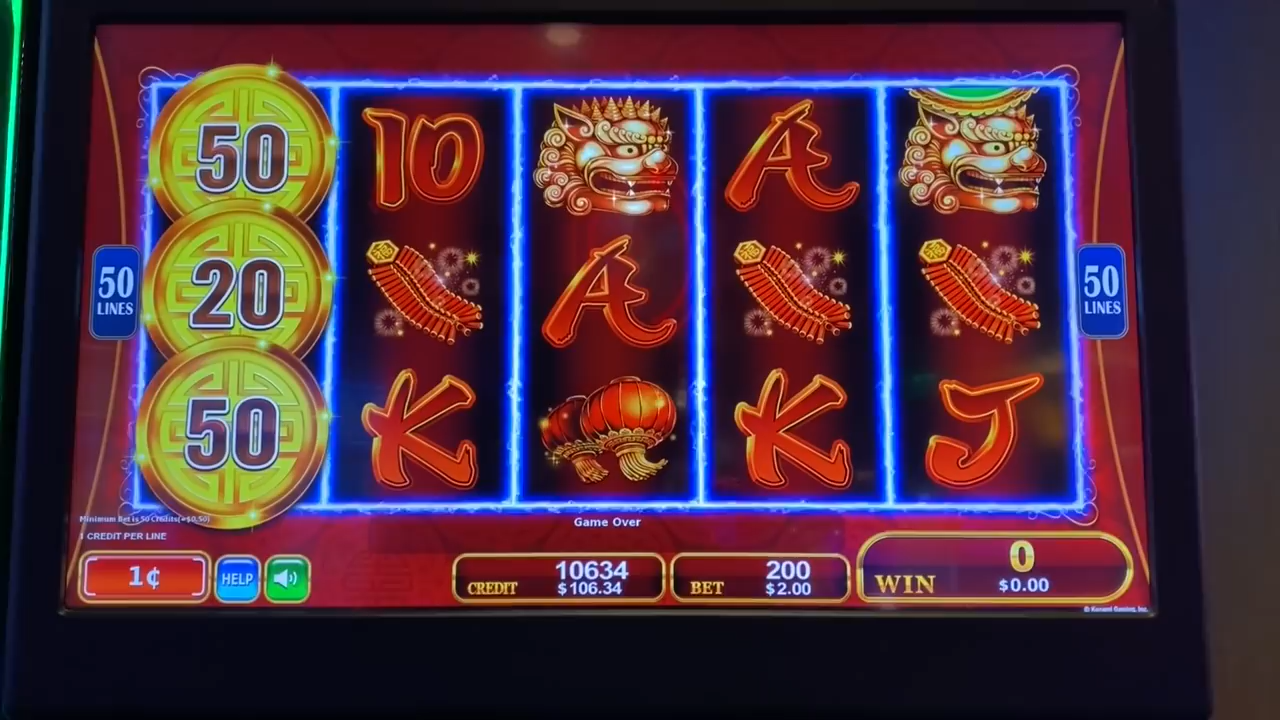 50
10
A
20
50
LINES
A
50
LINES
50
K
K
J
Minimum Bet is 50 Credits(=$0.50)
1 CREDIT PER LINE
Game Over
1¢
HELP
CREDIT
10634
$106.34
BET
200
$2.00
WIN
0
$0.00
© Konami Gaming, Inc.